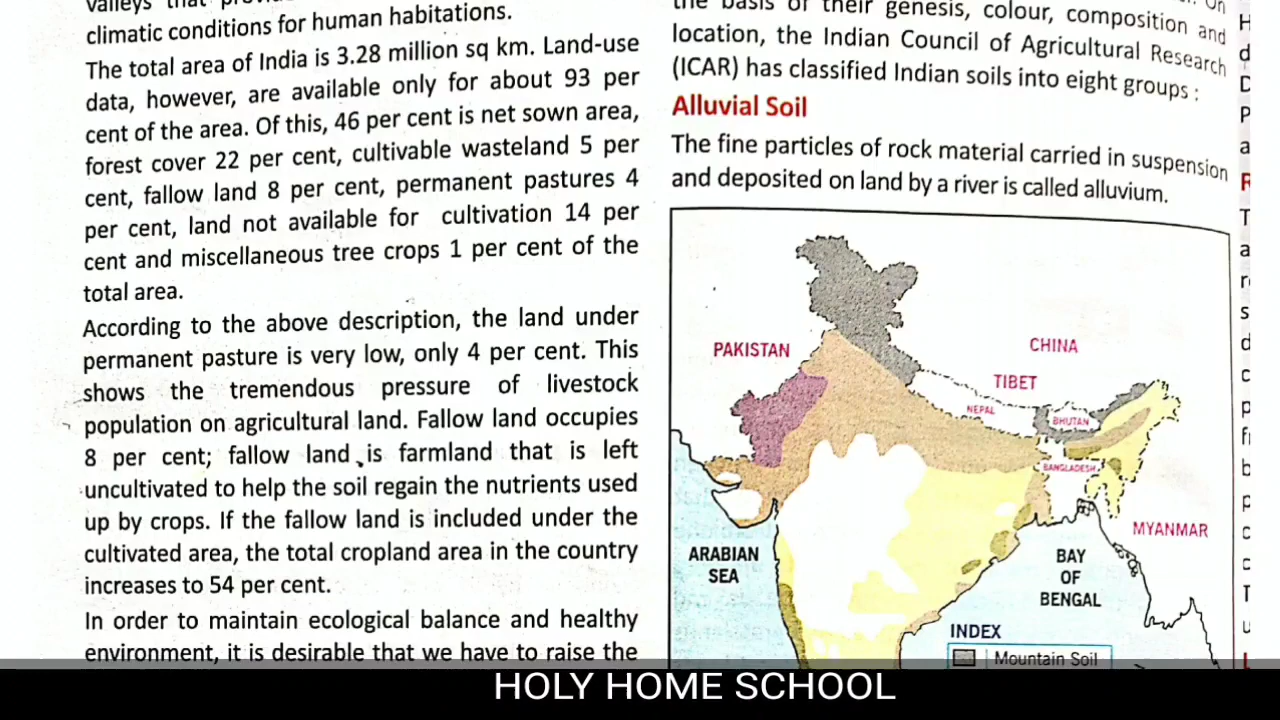 climatic conditions for human habitations.
The total area of India is 3.28 million sq km. Land-use
data, however, are available only for about 93 per
cent of the area. Of this, 46 per cent is net sown area,
forest cover 22 per cent, cultivable wasteland 5 per
cent, fallow land 8 per cent, permanent pastures 4
per cent, land not available for cultivation 14 per
cent and miscellaneous tree crops 1 per cent of the
total area.
According to the above description, the land under
permanent pasture is very low, only 4 per cent. This
shows the tremendous pressure of livestock
population on agricultural land. Fallow land occupies
8 per cent; fallow land is farmland that is left
uncultivated to help the soil regain the nutrients used
up by crops. If the fallow land is included under the
cultivated area, the total cropland area in the country
increases to 54 per cent.
In order to maintain ecological balance and healthy
environment, it is desirable that we have to raise the
the basis of their genesis, colour, composition and
location, the Indian Council of Agricultural Research
(ICAR) has classified Indian soils into eight groups :
Alluvial Soil
The fine particles of rock material carried in suspension
and deposited on land by a river is called alluvium.
PAKISTAN
CHINA
TIBET
NEPAL
BHUTAN
BANGLADESH
MYANMAR
ARABIAN
SEA
BAY
OF
BENGAL
INDEX
Mountain Soil
HOLY HOME SCHOOL